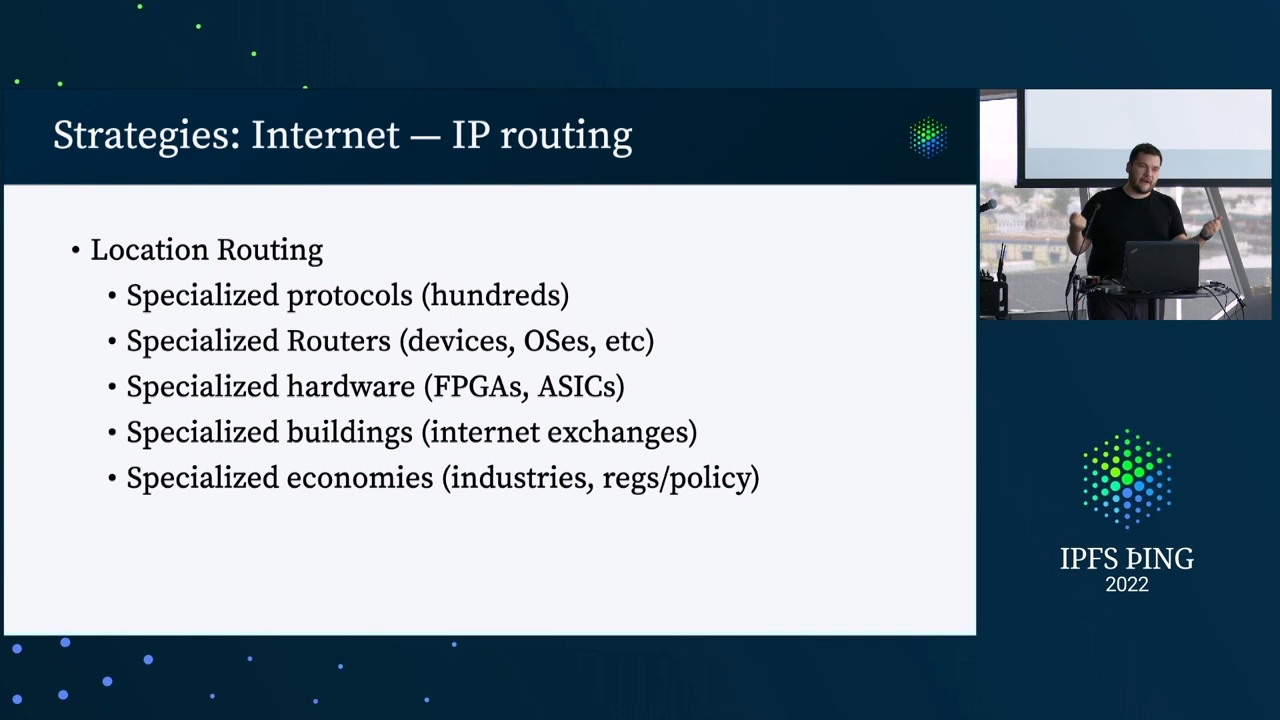 Strategies: Internet — IP routing
• Location Routing
• Specialized protocols (hundreds)
• Specialized Routers (devices, OSes, etc)
• Specialized hardware (FPGAs, ASICs)
• Specialized buildings (internet exchanges)
• Specialized economies (industries, regs/policy)
IPFS ÞING
2022